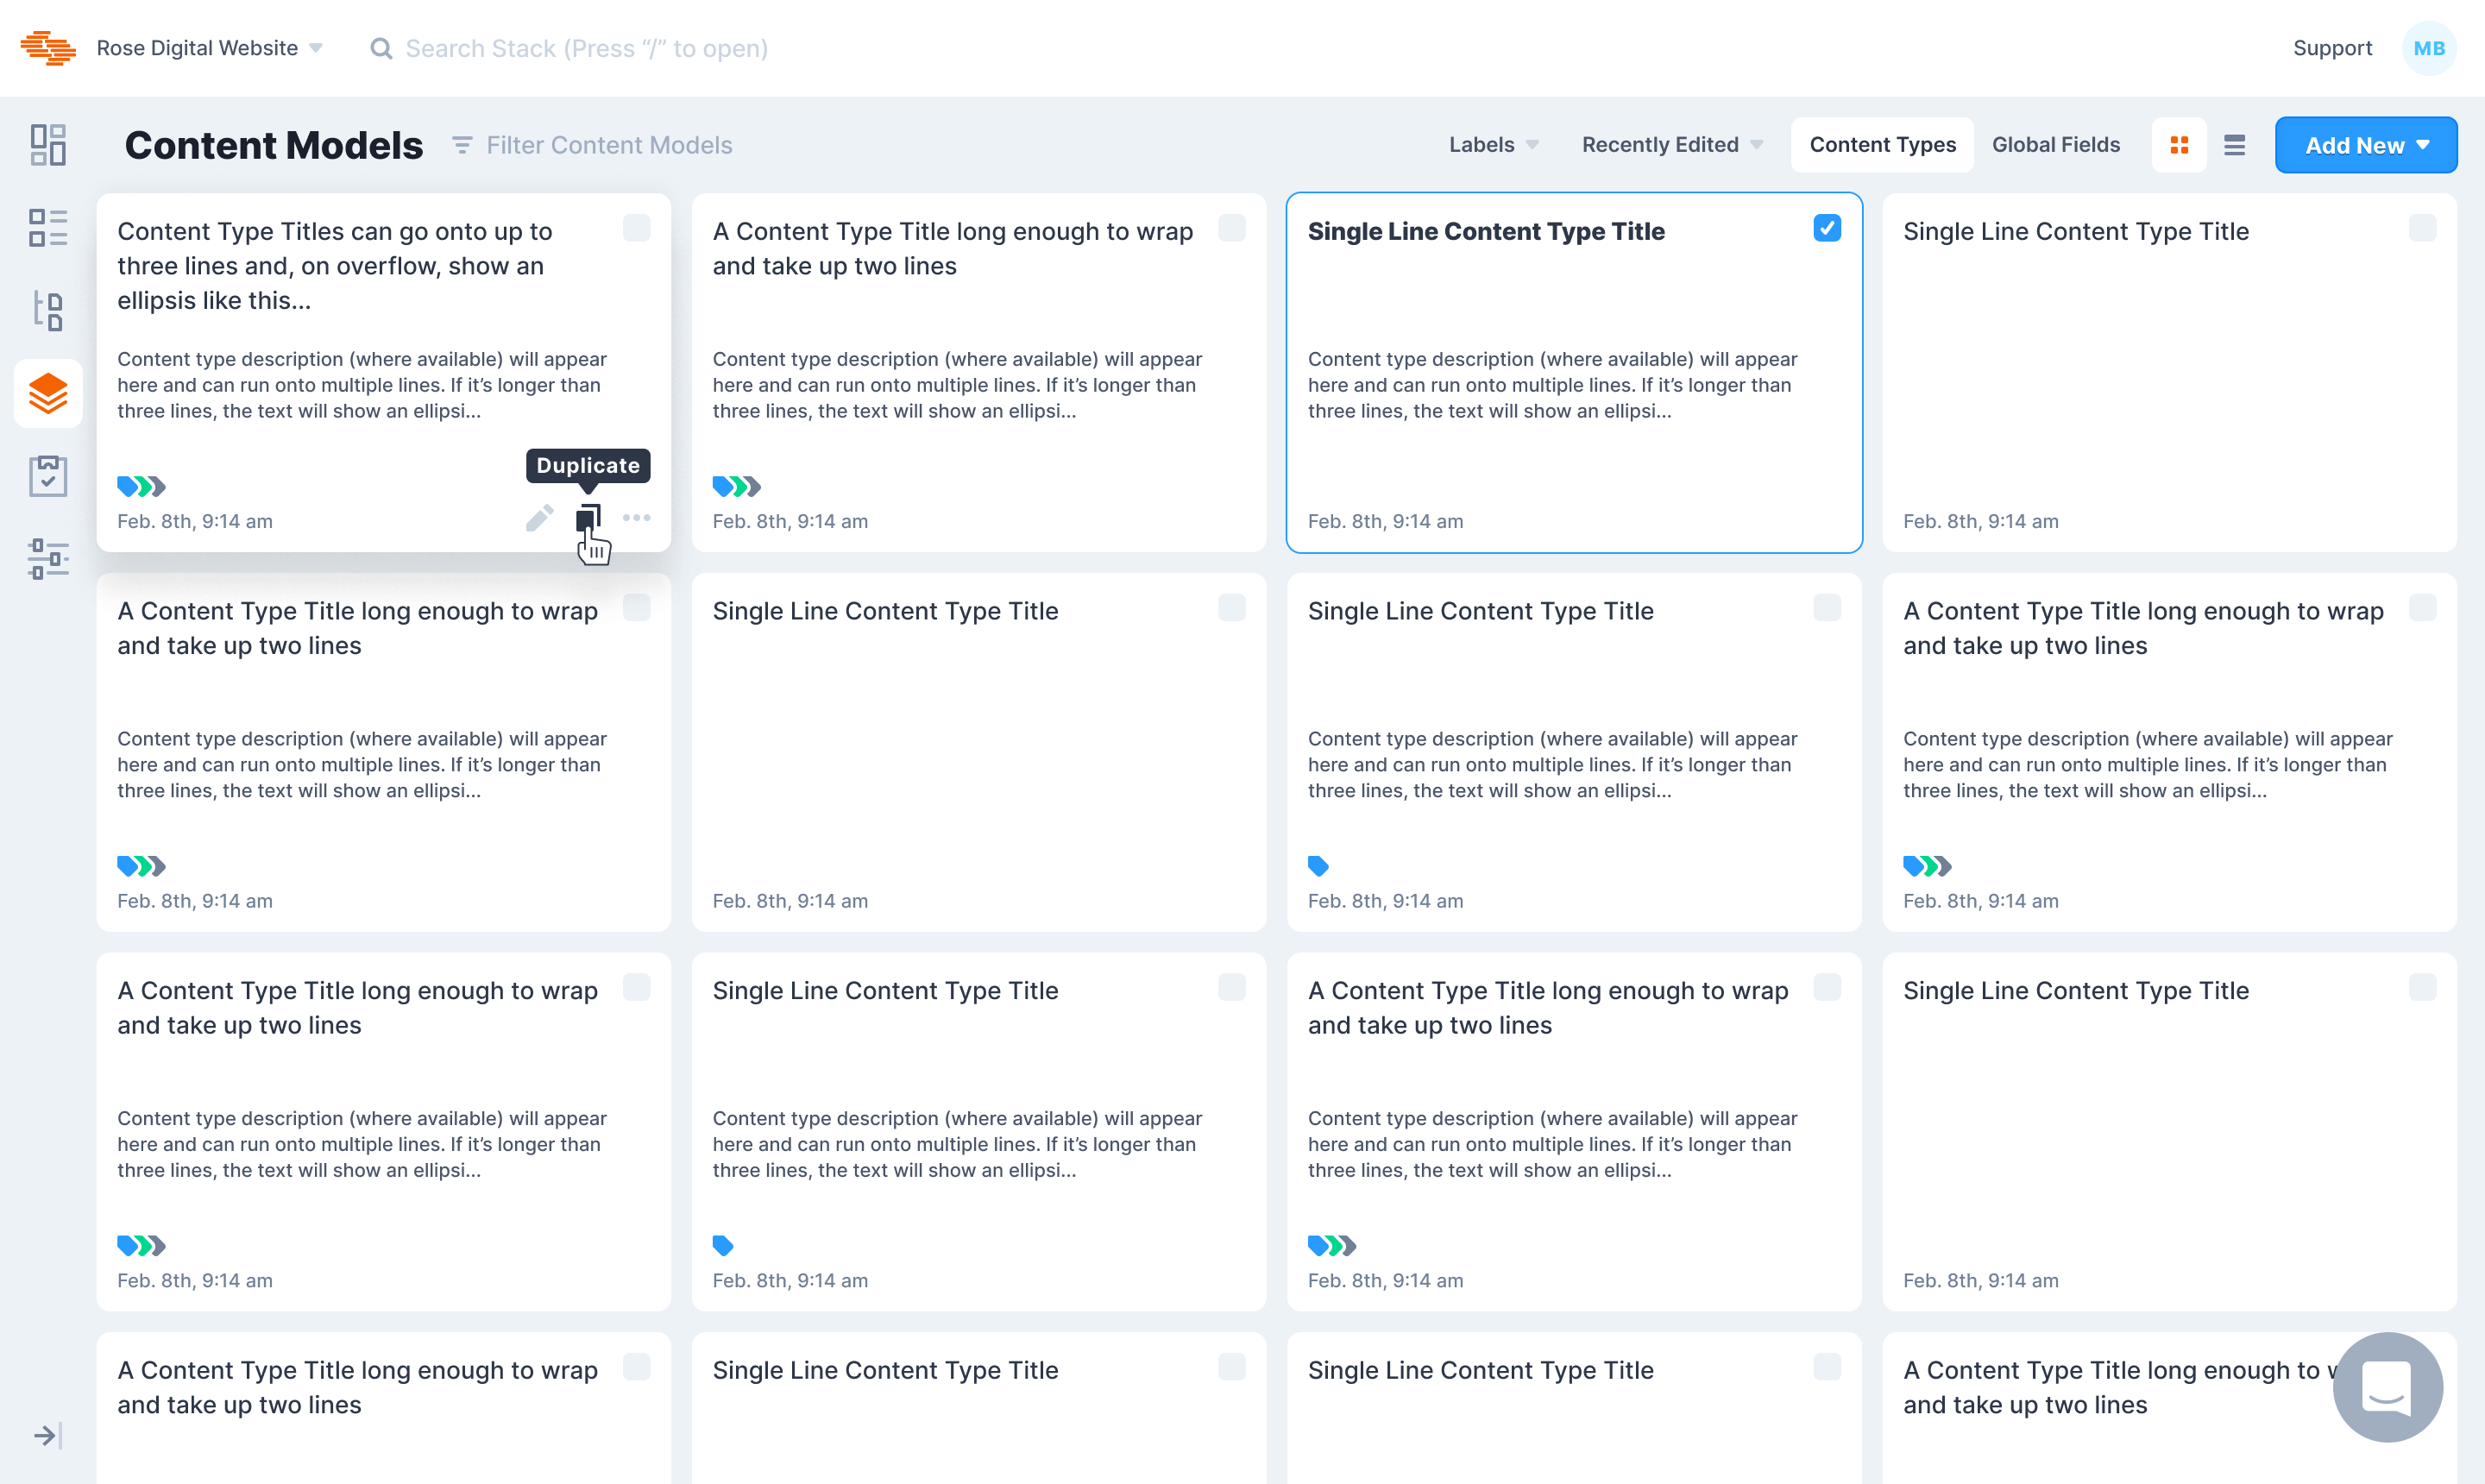 Rose Digital Website
Search Stack (Press “/” to open)
Support
MB
Content Models
Filter Content Models
Labels
Recently Edited
Content Types
Global Fields
Add New
Content Type Titles can go onto up to
three lines and, on overflow, show an
ellipsis like this...
Content type description (where available) will appear
here and can run onto multiple lines. If it’s longer than
three lines, the text will show an ellipsi...
Duplicate
Feb. 8th, 9:14 am
A Content Type Title long enough to wrap
and take up two lines
Content type description (where available) will appear
here and can run onto multiple lines. If it’s longer than
three lines, the text will show an ellipsi...
Feb. 8th, 9:14 am
Single Line Content Type Title
Content type description (where available) will appear
here and can run onto multiple lines. If it’s longer than
three lines, the text will show an ellipsi...
Feb. 8th, 9:14 am
Single Line Content Type Title
Feb. 8th, 9:14 am
A Content Type Title long enough to wrap
and take up two lines
Content type description (where available) will appear
here and can run onto multiple lines. If it’s longer than
three lines, the text will show an ellipsi...
Feb. 8th, 9:14 am
Single Line Content Type Title
Feb. 8th, 9:14 am
Single Line Content Type Title
Content type description (where available) will appear
here and can run onto multiple lines. If it’s longer than
three lines, the text will show an ellipsi...
Feb. 8th, 9:14 am
A Content Type Title long enough to wrap
and take up two lines
Content type description (where available) will appear
here and can run onto multiple lines. If it’s longer than
three lines, the text will show an ellipsi...
Feb. 8th, 9:14 am
A Content Type Title long enough to wrap
and take up two lines
Content type description (where available) will appear
here and can run onto multiple lines. If it’s longer than
three lines, the text will show an ellipsi...
Feb. 8th, 9:14 am
Single Line Content Type Title
Content type description (where available) will appear
here and can run onto multiple lines. If it’s longer than
three lines, the text will show an ellipsi...
Feb. 8th, 9:14 am
A Content Type Title long enough to wrap
and take up two lines
Content type description (where available) will appear
here and can run onto multiple lines. If it’s longer than
three lines, the text will show an ellipsi...
Feb. 8th, 9:14 am
Single Line Content Type Title
Feb. 8th, 9:14 am
A Content Type Title long enough to wrap
and take up two lines
Single Line Content Type Title
Single Line Content Type Title
A Content Type Title long enough to
and take up two lines